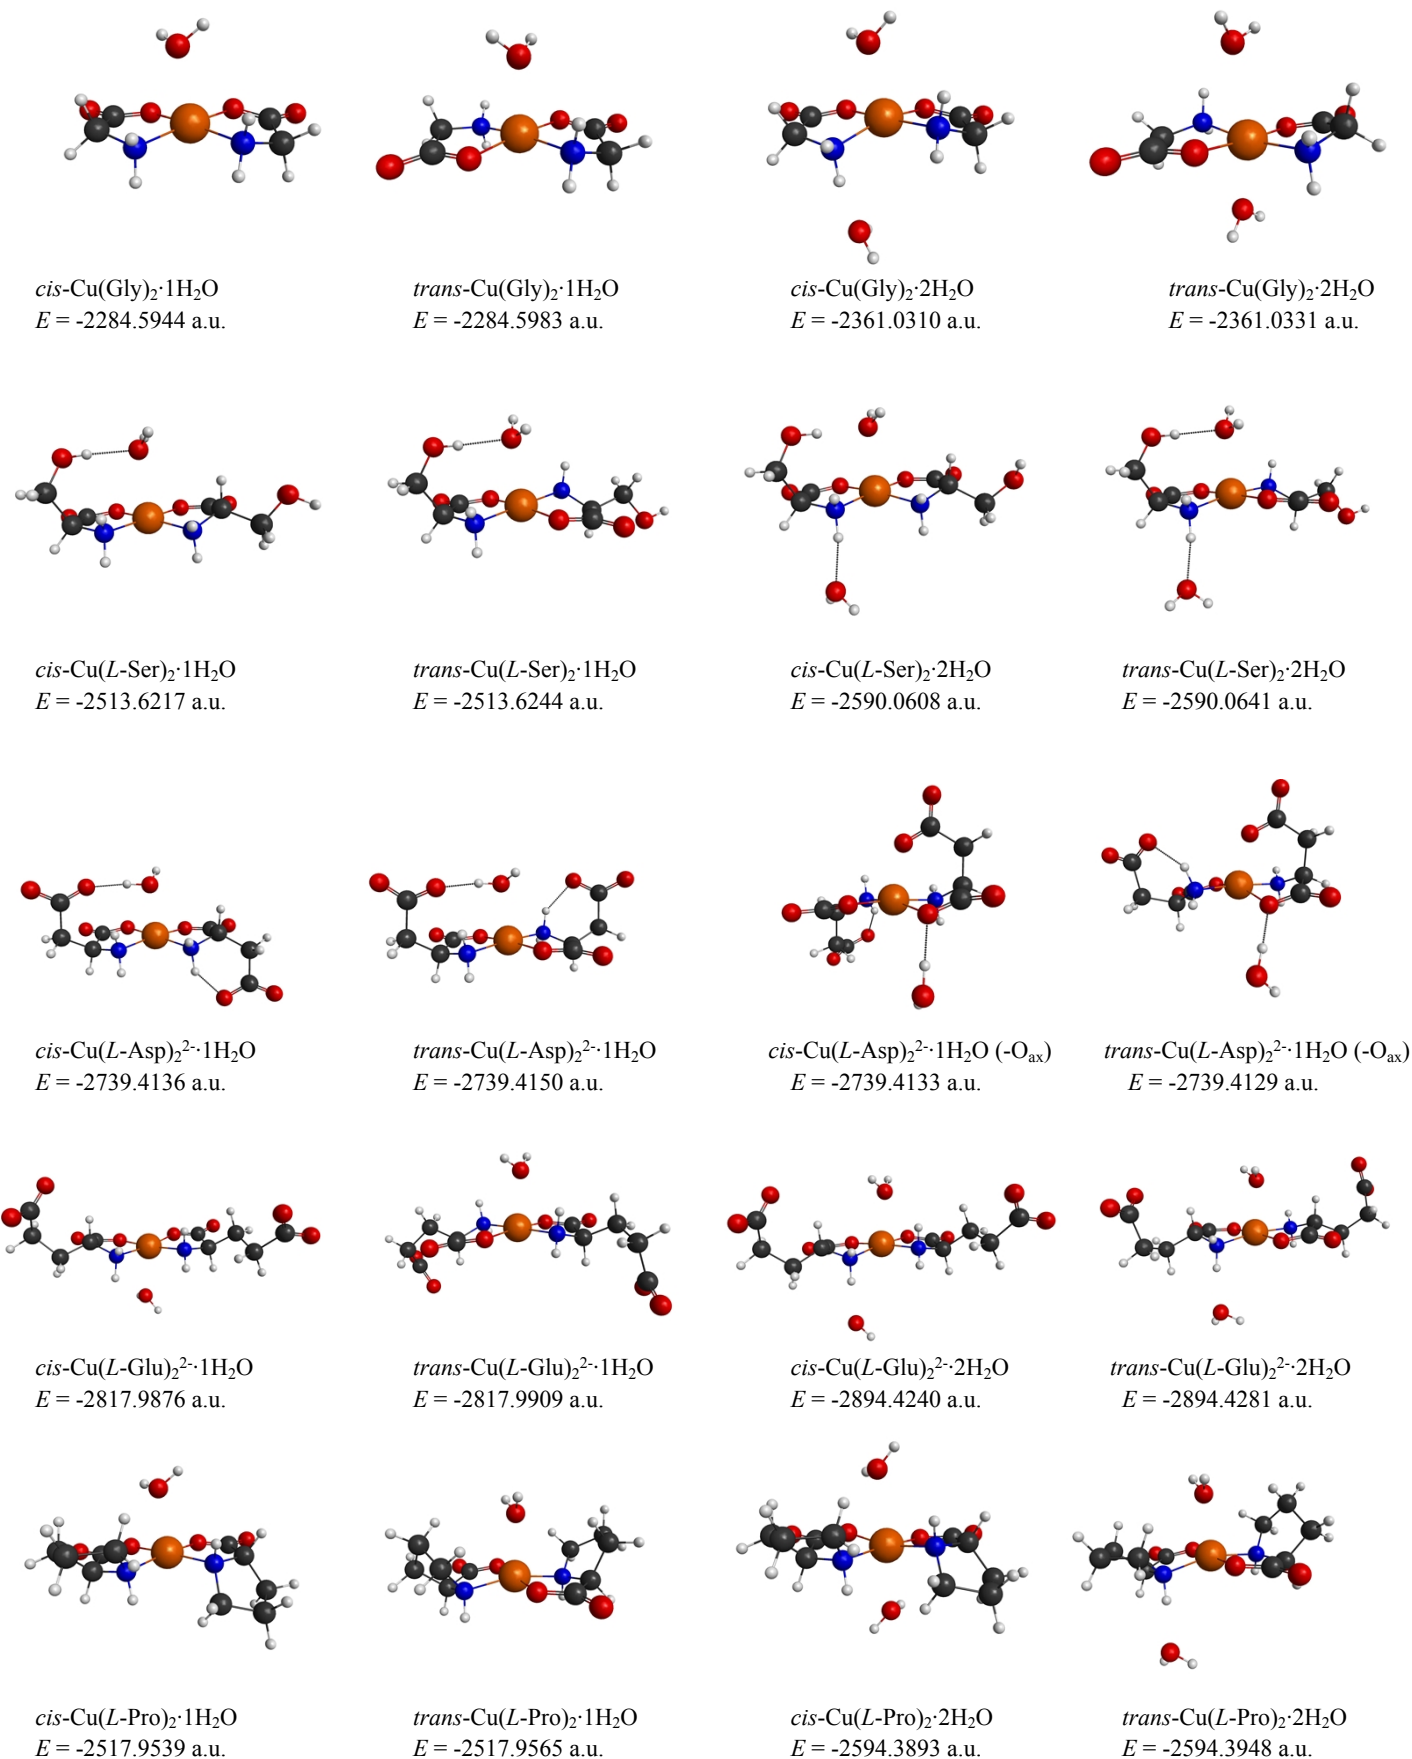 cis-Cu(Gly)₂·1H₂O
E = -2284.5944 a.u.
trans-Cu(Gly)₂·1H₂O
E = -2284.5983 a.u.
cis-Cu(Gly)₂·2H₂O
E = -2361.0310 a.u.
trans-Cu(Gly)₂·2H₂O
E = -2361.0331 a.u.
cis-Cu(L-Ser)₂·1H₂O
E = -2513.6217 a.u.
trans-Cu(L-Ser)₂·1H₂O
E = -2513.6244 a.u.
cis-Cu(L-Ser)₂·2H₂O
E = -2590.0608 a.u.
trans-Cu(L-Ser)₂·2H₂O
E = -2590.0641 a.u.
cis-Cu(L-Asp)₂²⁻·1H₂O
E = -2739.4136 a.u.
trans-Cu(L-Asp)₂²⁻·1H₂O
E = -2739.4150 a.u.
cis-Cu(L-Asp)₂²⁻·1H₂O (-Oₐₓ)
E = -2739.4133 a.u.
trans-Cu(L-Asp)₂²⁻·1H₂O (-Oₐₓ)
E = -2739.4129 a.u.
cis-Cu(L-Glu)₂²⁻·1H₂O
E = -2817.9876 a.u.
trans-Cu(L-Glu)₂²⁻·1H₂O
E = -2817.9909 a.u.
cis-Cu(L-Glu)₂²⁻·2H₂O
E = -2894.4240 a.u.
trans-Cu(L-Glu)₂²⁻·2H₂O
E = -2894.4281 a.u.
cis-Cu(L-Pro)₂·1H₂O
E = -2517.9539 a.u.
trans-Cu(L-Pro)₂·1H₂O
E = -2517.9565 a.u.
cis-Cu(L-Pro)₂·2H₂O
E = -2594.3893 a.u.
trans-Cu(L-Pro)₂·2H₂O
E = -2594.3948 a.u.